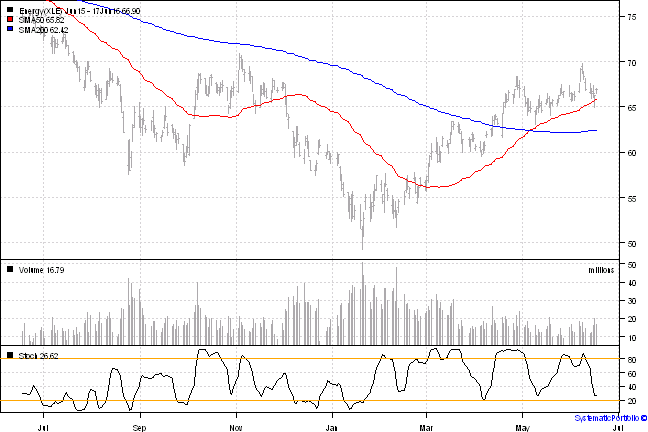 Energy(XLE) Jun15 - 17Jun16 66.90
SMA50 65.82
SMA200 62.42
75
70
65
60
55
50
Volume 16.79
millions
50
40
30
20
10
Stoch 26.62
80
60
40
20
Jul
Sep
Nov
Jan
Mar
May
Jul
SystematicPortfolio ©